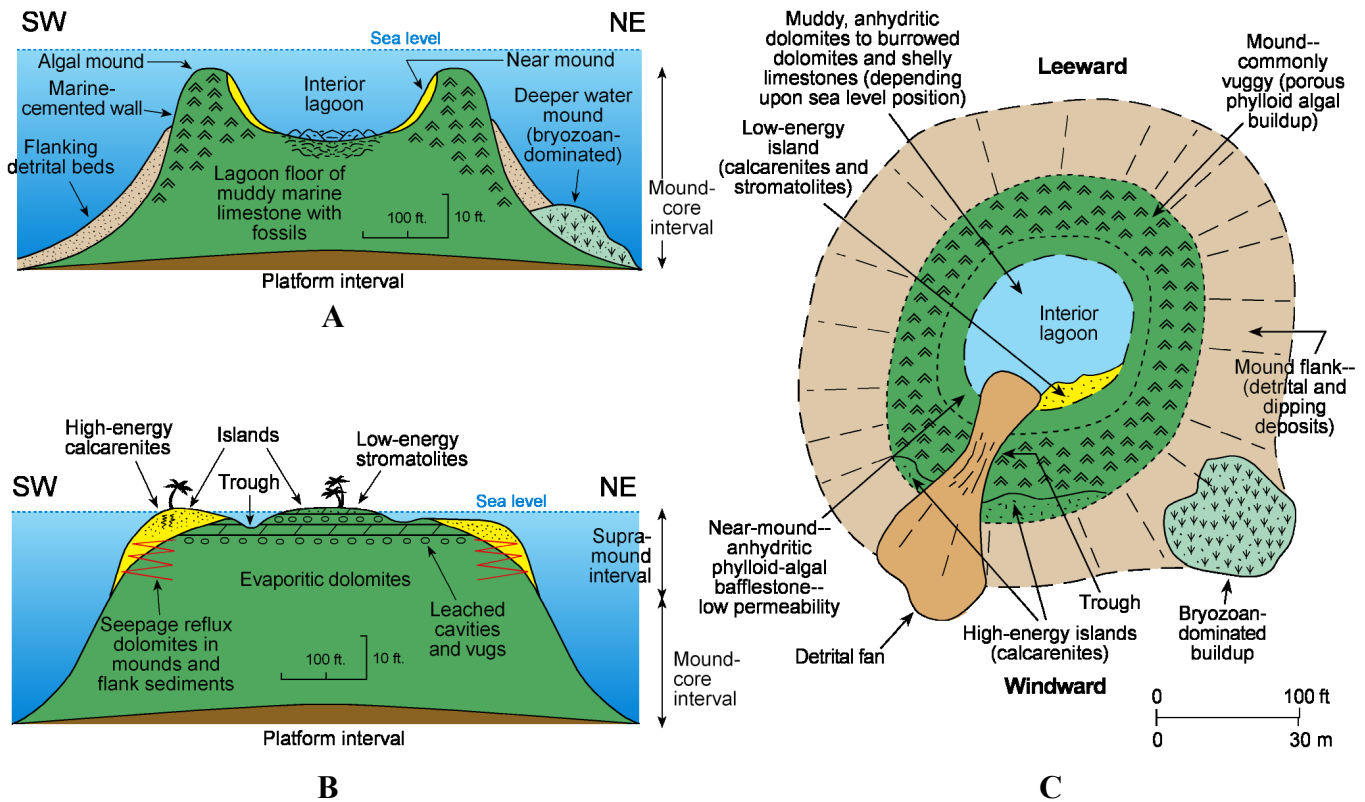 SW
NE
Sea level
Algal mound
Near mound
Marine-
cemented wall
Interior
lagoon
Deeper water
mound
(bryozoan-
dominated)
Flanking
detrital beds
Lagoon floor of
muddy marine
limestone with
fossils
100 ft.
10 ft.
Mound-
core
interval
Platform interval
A
High-energy
calcarenites
Islands
Low-energy
stromatolites
Trough
SW
NE
Sea level
Supra-
mound
interval
Evaporitic dolomites
Leached
cavities
and vugs
Seepage reflux
dolomites in
mounds and
flank sediments
100 ft.
10 ft.
Mound-
core
interval
Platform interval
B
Muddy, anhydritic
dolomites to burrowed
dolomites and shelly
limestones (depending
upon sea level position)
Leeward
Mound--
commonly
vuggy (porous
phylloid algal
buildup)
Low-energy
island
(calcarenites and
stromatolites)
Interior
lagoon
Mound flank--
(detrital and
dipping
deposits)
Near-mound--
anhydritic
phylloid-algal
bafflestone--
low permeability
Trough
High-energy islands
(calcarenites)
Detrital fan
Bryozoan-
dominated
buildup
Windward
0
100 ft
0
30 m
C